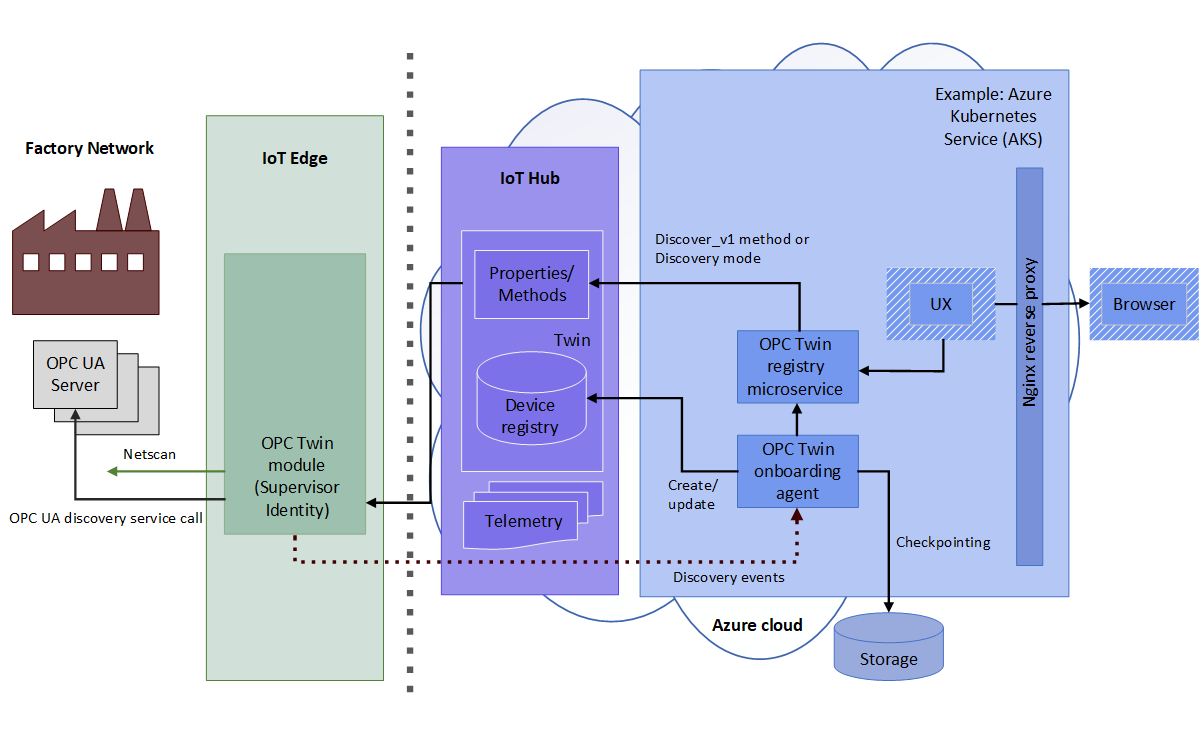 Factory Network
OPC UA
Server
Netscan
OPC UA discovery service call
IoT Edge
OPC Twin
module
(Supervisor
Identity)
IoT Hub
Properties/
Methods
Twin
Device
registry
Telemetry
Example: Azure
Kubernetes
Service (AKS)
Discover_v1 method or
Discovery mode
UX
Nginx reverse proxy
Browser
OPC Twin
registry
microservice
OPC Twin
onboarding
agent
Create/
update
Checkpointing
Discovery events
Azure cloud
Storage